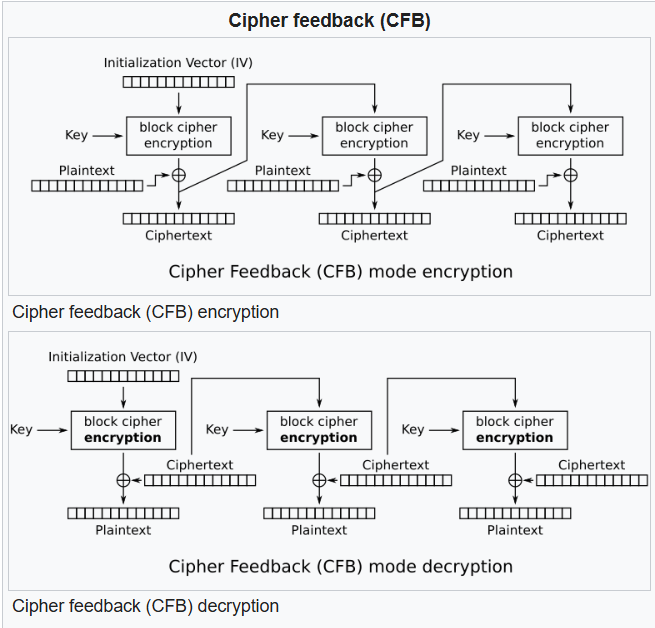 Cipher feedback (CFB)
Initialization Vector (IV)
Key
block cipher
encryption
Key
block cipher
encryption
Key
block cipher
encryption
Plaintext
Plaintext
Plaintext
Ciphertext
Ciphertext
Ciphertext
Cipher Feedback (CFB) mode encryption
Cipher feedback (CFB) encryption
Initialization Vector (IV)
Key
block cipher
encryption
Key
block cipher
encryption
Key
block cipher
encryption
Ciphertext
Ciphertext
Ciphertext
Plaintext
Plaintext
Plaintext
Cipher Feedback (CFB) mode decryption
Cipher feedback (CFB) decryption